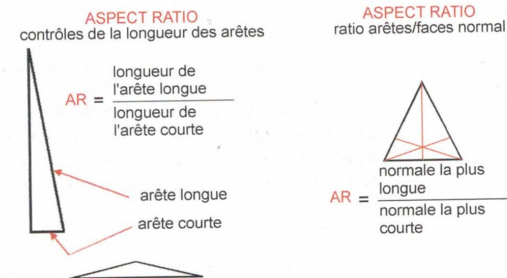 ASPECT RATIO
contrôles de la longueur des arêtes
AR =
longueur de
l'arête longue
longueur de
l'arête courte
arête longue
arête courte
ASPECT RATIO
ratio arêtes/faces normal
AR =
normale la plus
longue
normale la plus
courte